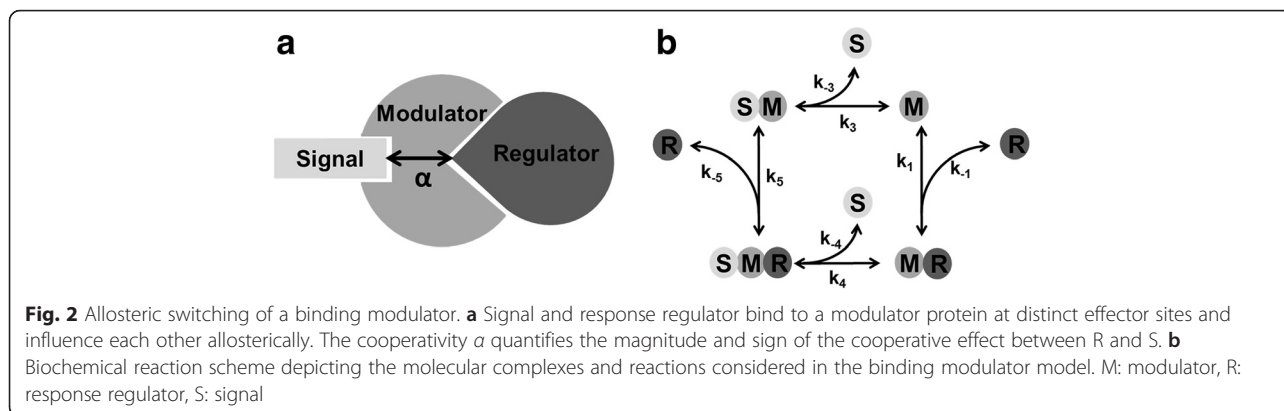 a
Modulator
Signal
Regulator
α
b
S
k-3
S M
M
k3
R
k-5
k5
k1
k-1
R
S
k-4
S M R
M R
k4
Fig. 2 Allosteric switching of a binding modulator. a Signal and response regulator bind to a modulator protein at distinct effector sites and
influence each other allosterically. The cooperativity α quantifies the magnitude and sign of the cooperative effect between R and S. b
Biochemical reaction scheme depicting the molecular complexes and reactions considered in the binding modulator model. M: modulator, R:
response regulator, S: signal